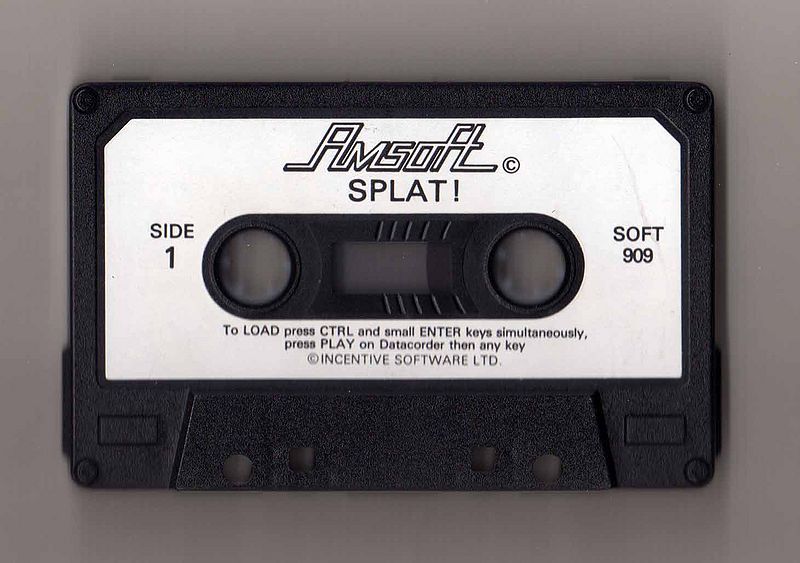 Amsoft ©
SPLAT!
SIDE
1
SOFT
909
To LOAD press CTRL and small ENTER keys simultaneously,
press PLAY on Datacorder then any key
©INCENTIVE SOFTWARE LTD.